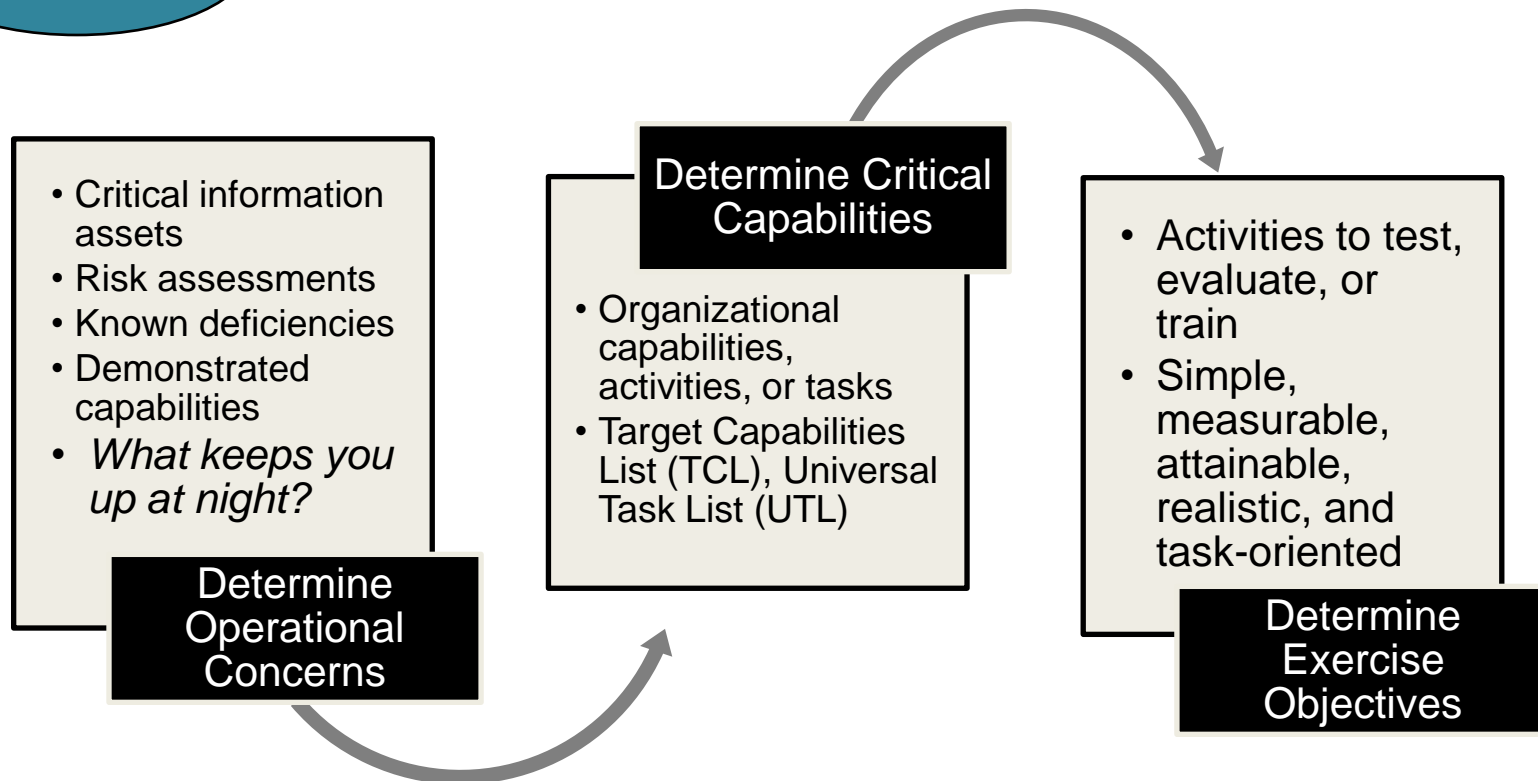 • Critical information
assets
• Risk assessments
• Known deficiencies
• Demonstrated
capabilities
• What keeps you
up at night?
Determine
Operational
Concerns
Determine Critical
Capabilities
• Organizational
capabilities,
activities, or tasks
• Target Capabilities
List (TCL), Universal
Task List (UTL)
• Activities to test,
evaluate, or
train
• Simple,
measurable,
attainable,
realistic, and
task-oriented
Determine
Exercise
Objectives